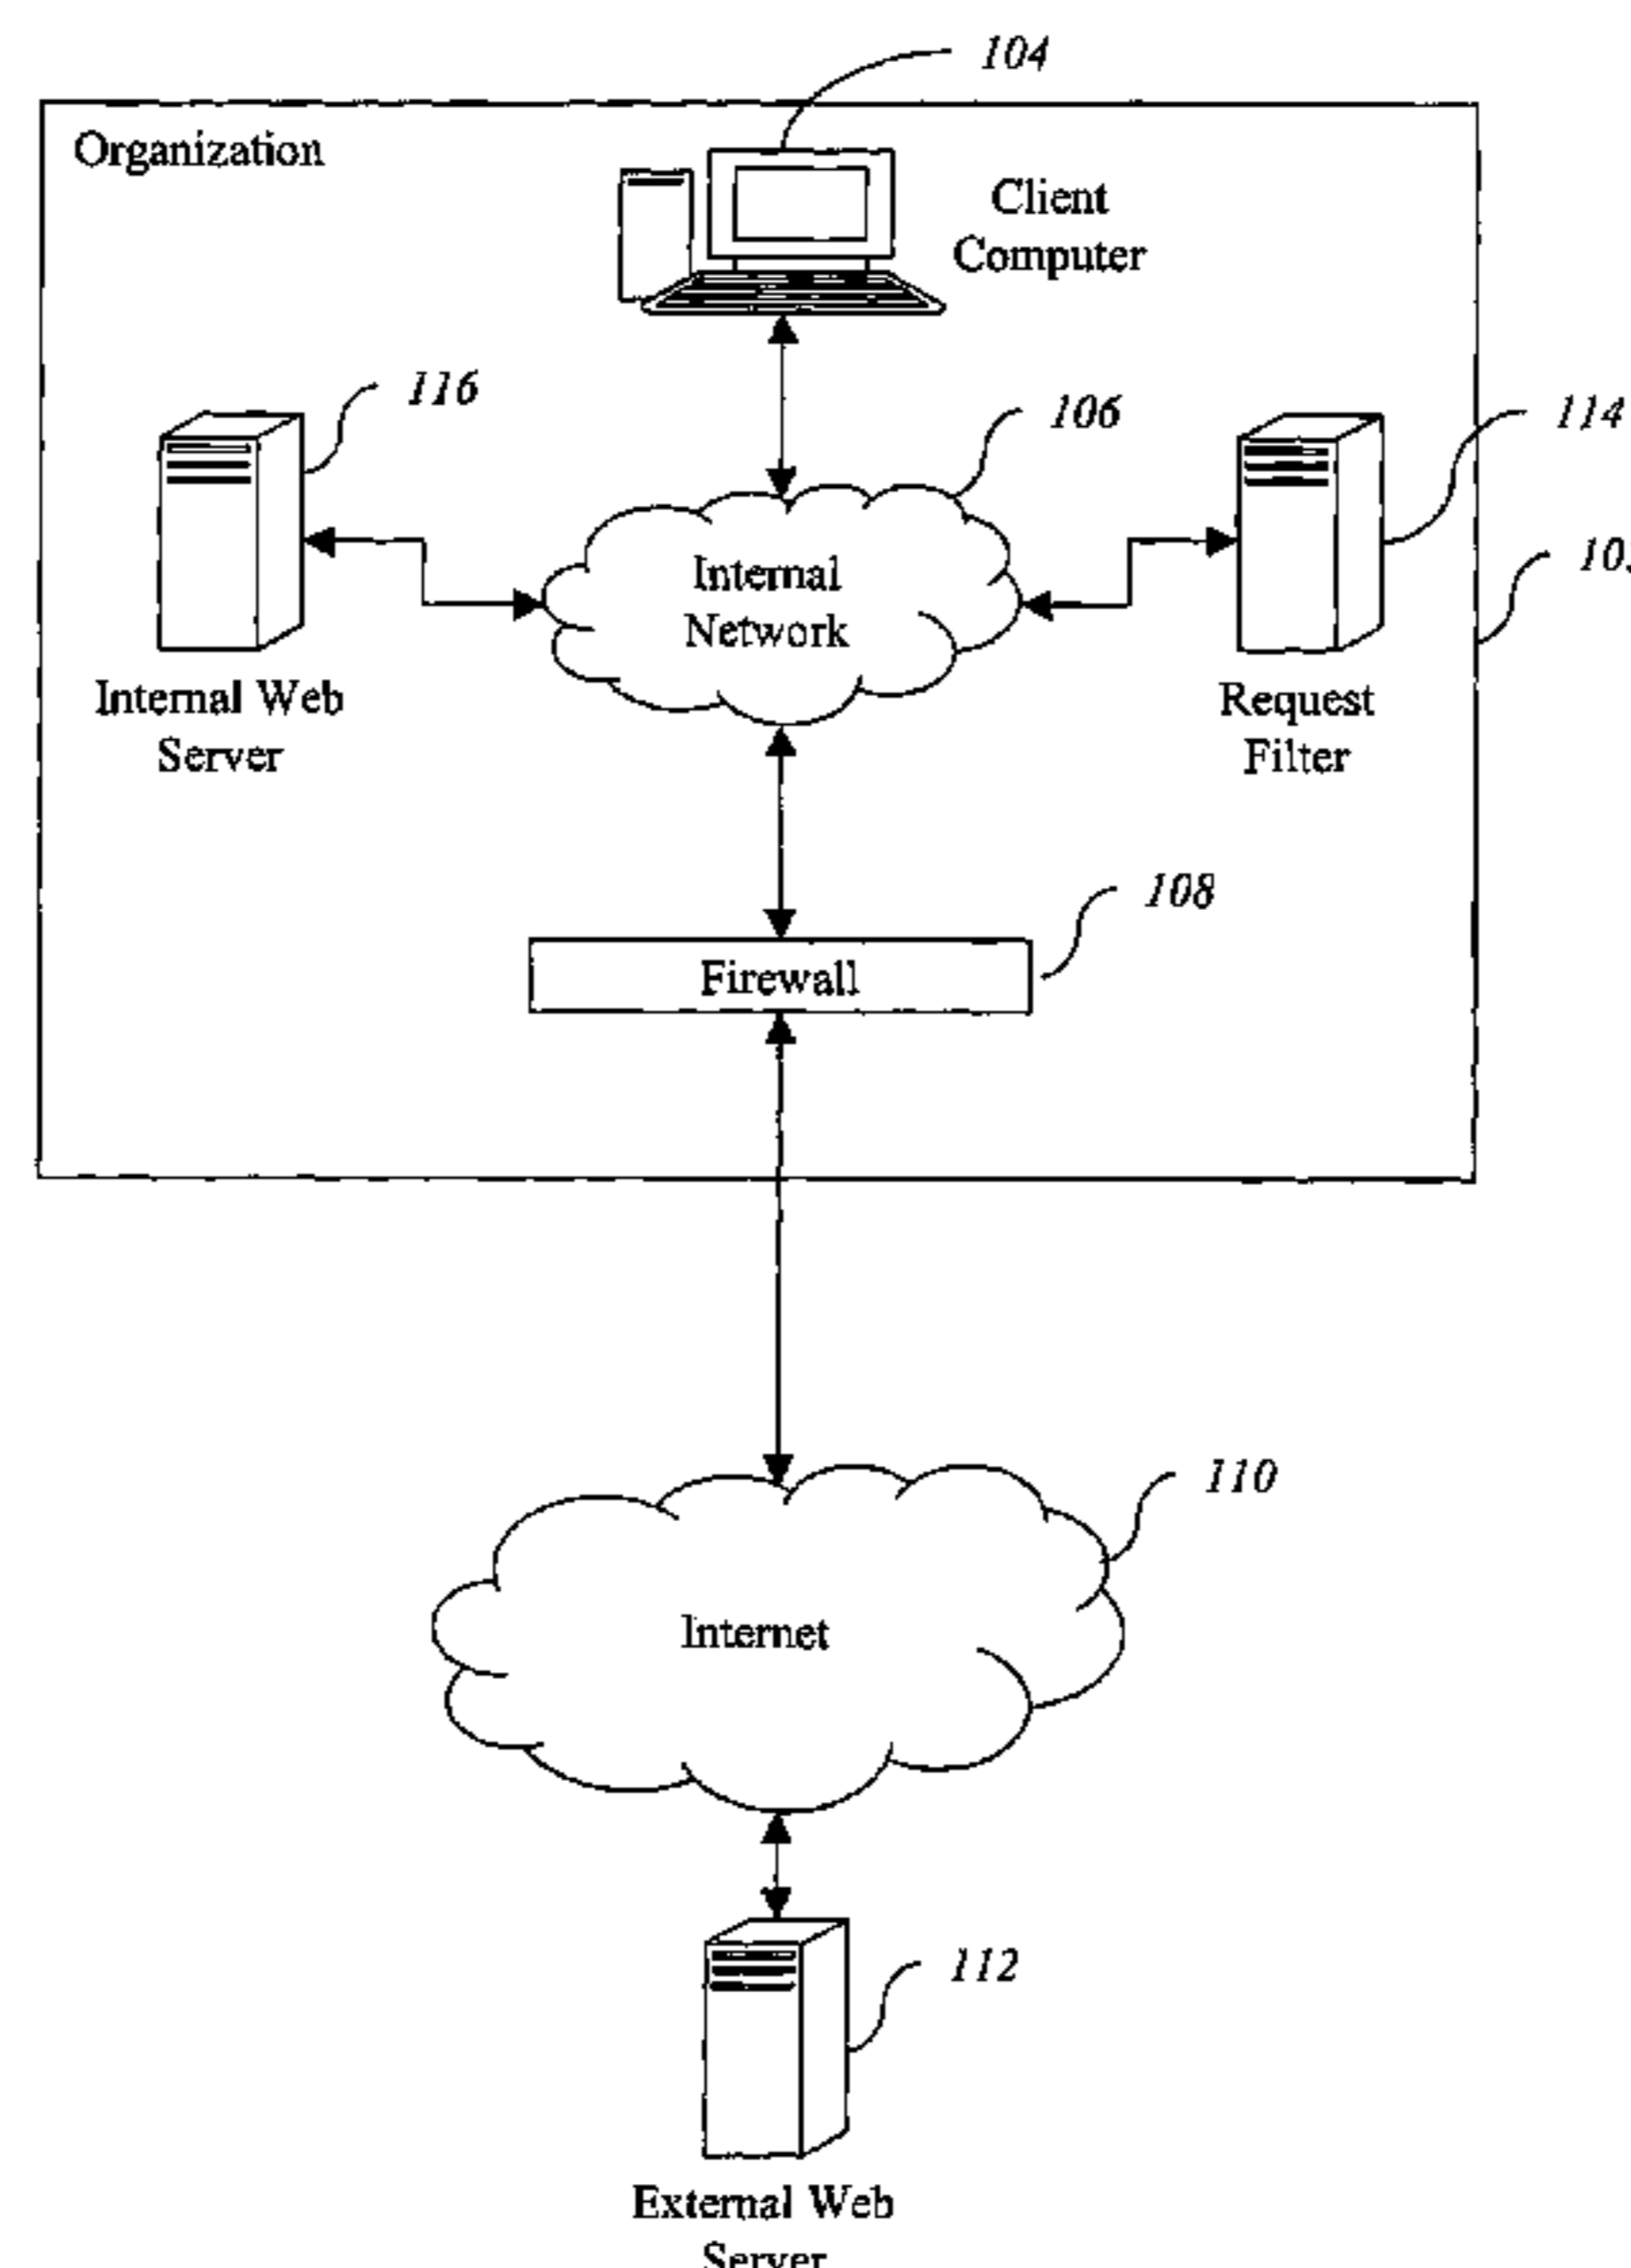 104
Organization
Client
Computer
116
106
114
Internal
Network
Internal Web
Server
Request
Filter
108
Firewall
110
Internet
112
External Web
Server